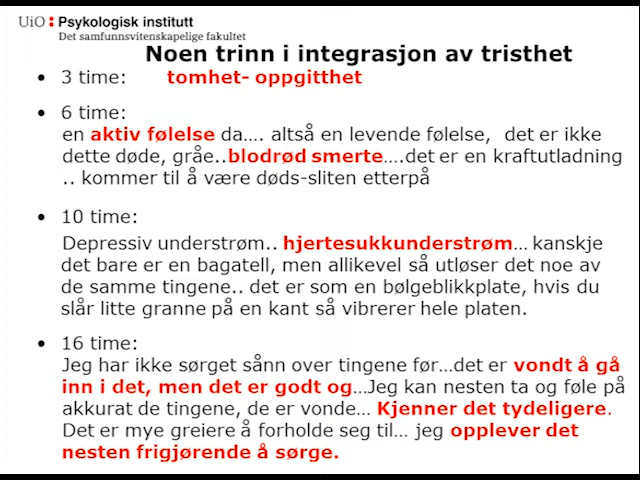 UiO Psykologisk institutt
Det samfunnsvitenskapelige fakultet
Noen trinn i integrasjon av tristhet
• 3 time: tomhet- oppgitthet
• 6 time:
en aktiv følelse da…. altså en levende følelse, det er ikke
dette døde, gråe..blodrød smerte….det er en kraftutladning
.. kommer til å være døds-sliten etterpå
• 10 time:
Depressiv understrøm.. hjertesukkunderstrøm… kanskje
det bare er en bagatell, men allikevel så utløser det noe av
de samme tingene.. det er som en bølgeblikkplate, hvis du
slår litte granne på en kant så vibrerer hele platen.
• 16 time:
Jeg har ikke sørget sånn over tingene før…det er vondt å gå
inn i det, men det er godt og…Jeg kan nesten ta og føle på
akkurat de tingene, de er vonde… Kjenner det tydeligere.
Det er mye greiere å forholde seg til… jeg opplever det
nesten frigjørende å sørge.